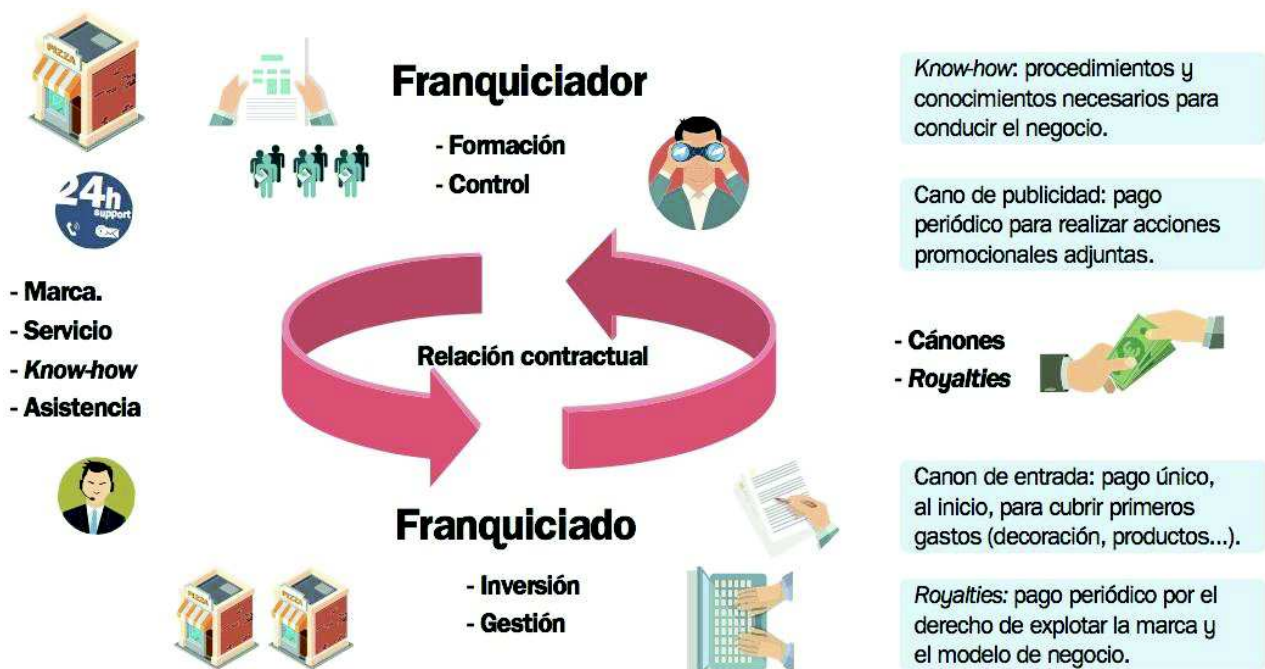 PIZZA
Franquiciador
- Formación
- Control
24h
support
- Marca.
- Servicio
- Know-how
- Asistencia
Relación contractual
Franquiciado
- Inversión
- Gestión
PIZZA
PIZZA
Know-how: procedimientos y
conocimientos necesarios para
conducir el negocio.
Cano de publicidad: pago
periódico para realizar acciones
promocionales adjuntas.
- Cánones
- Royalties
Canon de entrada: pago único,
al inicio, para cubrir primeros
gastos (decoración, productos...).
Royalties: pago periódico por el
derecho de explotar la marca y
el modelo de negocio.